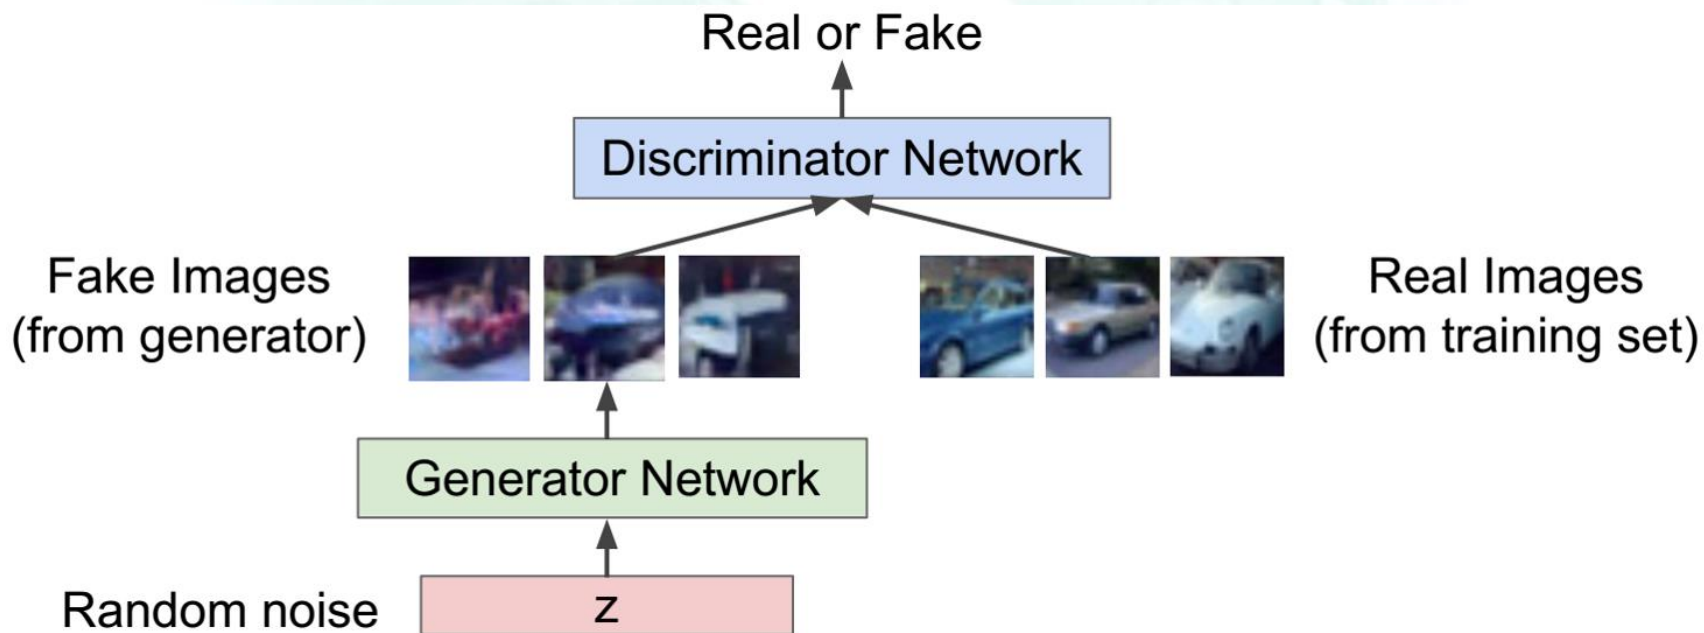 Real or Fake
Discriminator Network
Fake Images
(from generator)
Real Images
(from training set)
Generator Network
Random noise
z